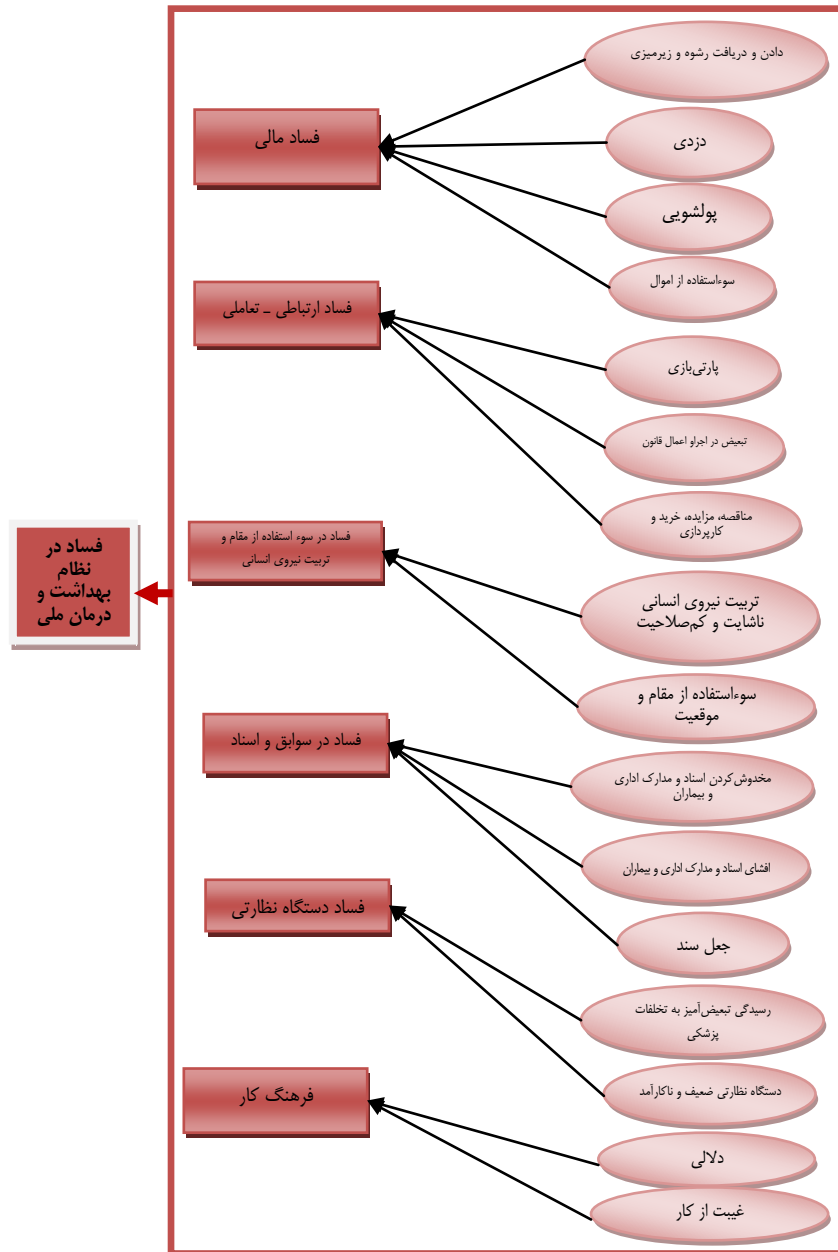 دادن و دریافت رشوه و زیرمیزی
دزدی
پولشویی
سوءاستفاده از اموال
فساد مالی
پارتی‌بازی
تبعیض در اجراو اعمال قانون
مناقصه، مزایده، خرید و
کارپردازی
فساد ارتباطی ـ تعاملی
تربیت نیروی انسانی
ناشایت و کم‌صلاحیت
سوءاستفاده از مقام و
موقعیت
فساد در سوء استفاده از مقام و
تربیت نیروی انسانی
مخدوش‌کردن اسناد و مدارک اداری
و بیماران
افشای اسناد و مدارک اداری و بیماران
جعل سند
فساد در سوابق و اسناد
رسیدگی تبعیض‌آمیز به تخلفات
پزشکی
دستگاه نظارتی ضعیف و ناکارآمد
فساد دستگاه نظارتی
دلالی
غیبت از کار
فرهنگ کار
فساد در
نظام
بهداشت و
درمان ملی